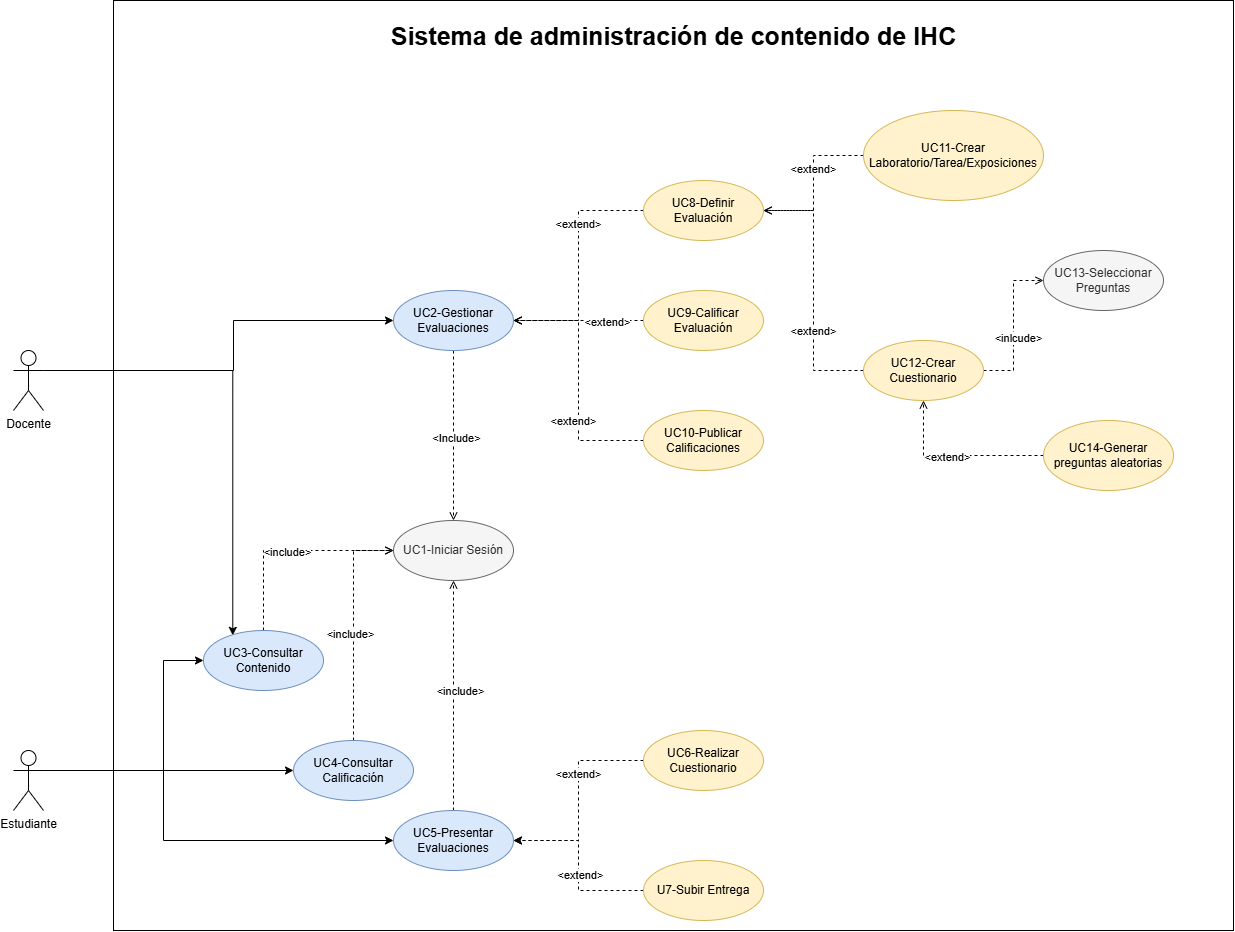 Sistema de administración de contenido de IHC
UC11-Crear
Laboratorio/Tarea/Exposiciones
<extend>
UC8-Definir
Evaluación
<extend>
UC13-Seleccionar
Preguntas
UC2-Gestionar
Evaluaciones
<extend>
UC9-Calificar
Evaluación
<extend>
<inlcude>
UC12-Crear
Cuestionario
Docente
<extend>
UC10-Publicar
Calificaciones
<Include>
<extend>
UC14-Generar
preguntas aleatorias
<include>
UC1-Iniciar Sesión
<include>
UC3-Consultar
Contenido
<include>
UC4-Consultar
Calificación
UC6-Realizar
Cuestionario
<extend>
Estudiante
UC5-Presentar
Evaluaciones
<extend>
U7-Subir Entrega